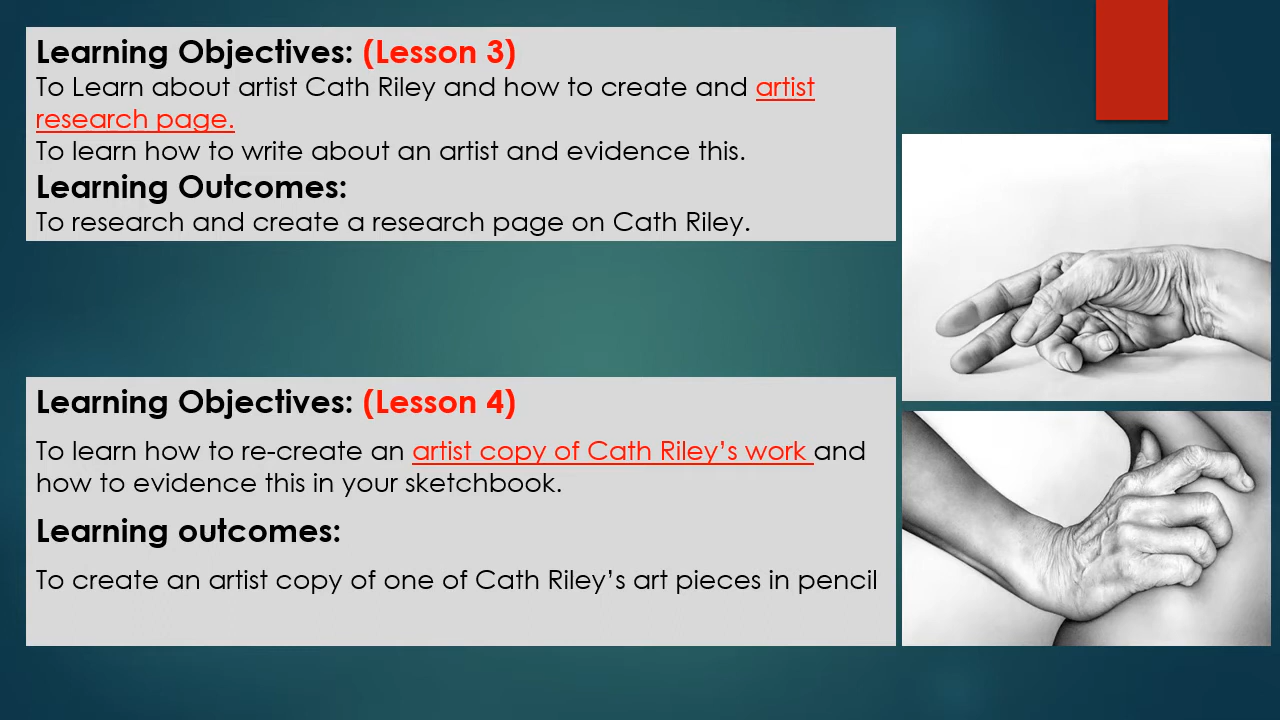 Learning Objectives: (Lesson 3)
To Learn about artist Cath Riley and how to create and artist
research page.
To learn how to write about an artist and evidence this.
Learning Outcomes:
To research and create a research page on Cath Riley.
Learning Objectives: (Lesson 4)
To learn how to re-create an artist copy of Cath Riley’s work and
how to evidence this in your sketchbook.
Learning outcomes:
To create an artist copy of one of Cath Riley’s art pieces in pencil